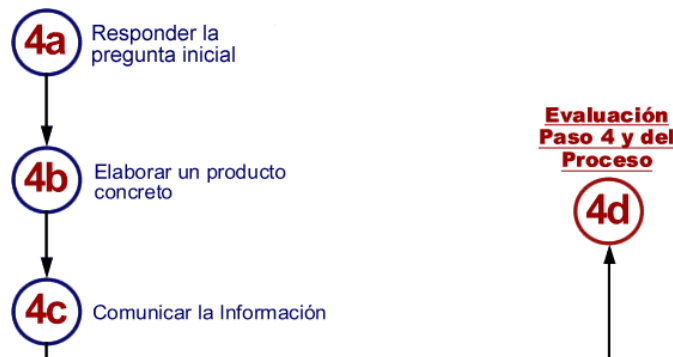 4a
Responder la
pregunta inicial
4b
Elaborar un producto
concreto
4c
Comunicar la Información
Evaluación
Paso 4 y del
Proceso
4d